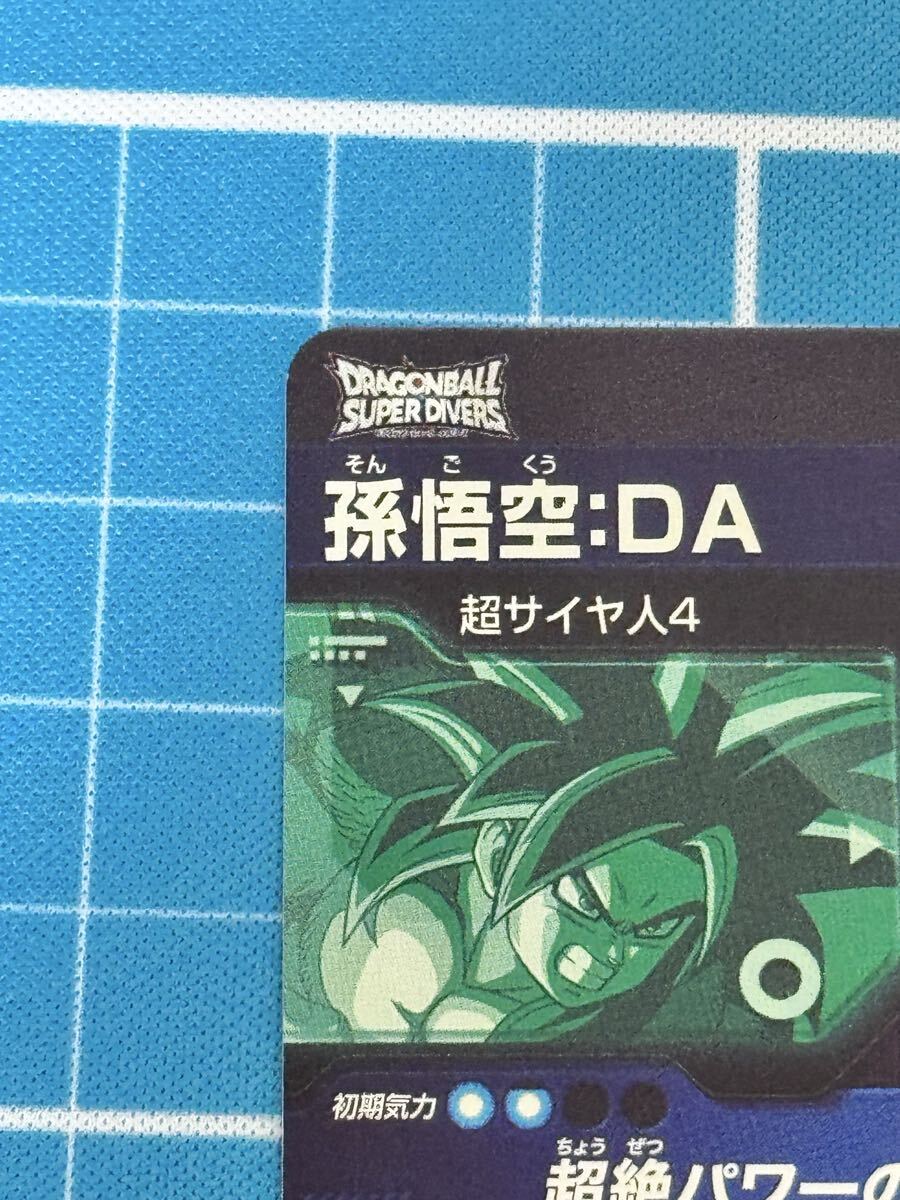 DRAGONBALL
SUPER DIVERS
そん ご くう
孫悟空:DA
超サイヤ人4
初期気力
ちょう ぜつ
超絶パワーの